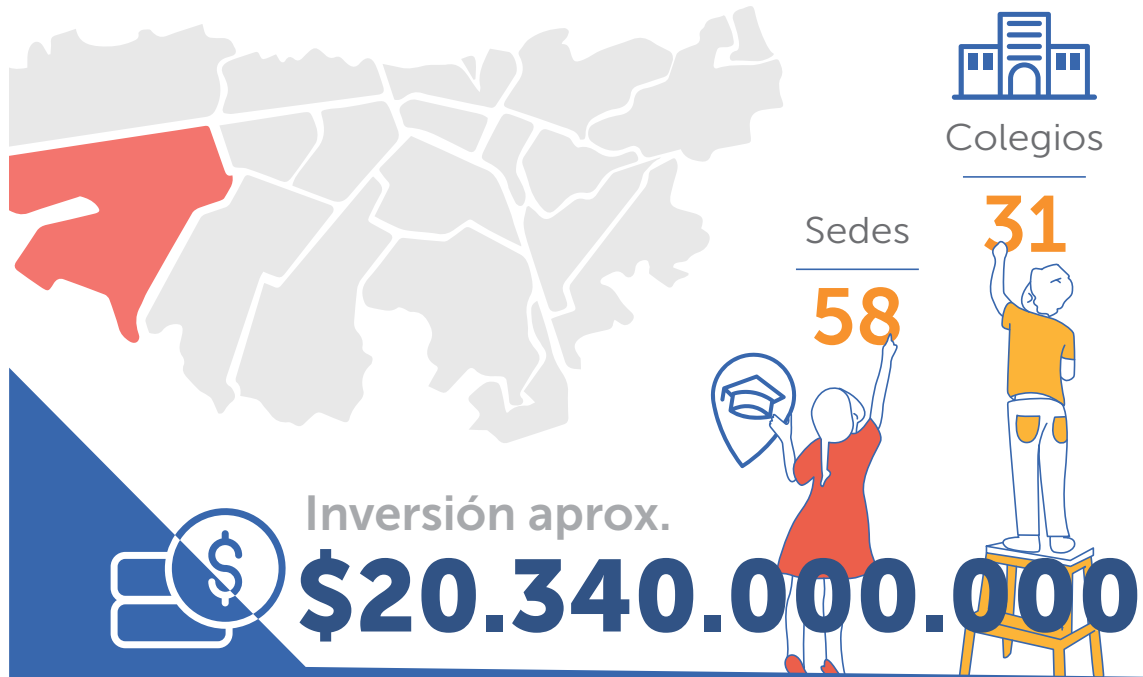 Colegios
31
Sedes
58
Inversión aprox.
$20.340.000.000